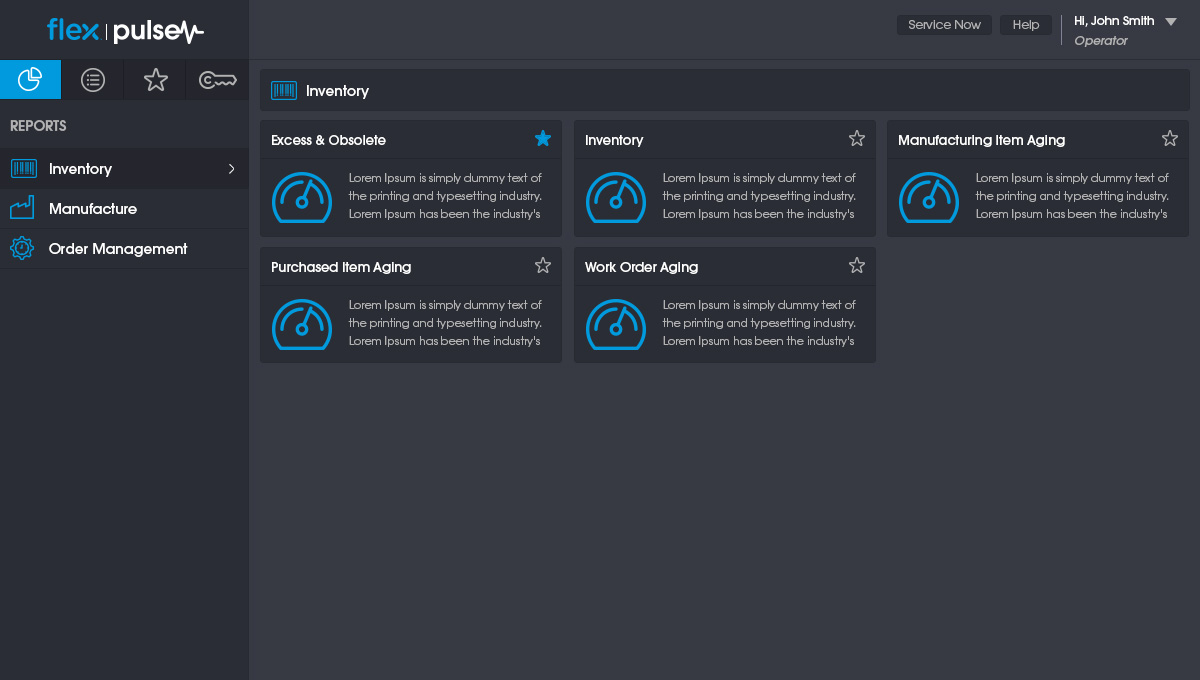 flex | pulse
Service Now
Help
Hi, John Smith
Operator
REPORTS
Inventory
Manufacture
Order Management
Inventory
Excess & Obsolete
Lorem Ipsum is simply dummy text of
the printing and typesetting industry.
Lorem Ipsum has been the industry's
Inventory
Lorem Ipsum is simply dummy text of
the printing and typesetting industry.
Lorem Ipsum has been the industry's
Manufacturing Item Aging
Lorem Ipsum is simply dummy text of
the printing and typesetting industry.
Lorem Ipsum has been the industry's
Purchased Item Aging
Lorem Ipsum is simply dummy text of
the printing and typesetting industry.
Lorem Ipsum has been the industry's
Work Order Aging
Lorem Ipsum is simply dummy text of
the printing and typesetting industry.
Lorem Ipsum has been the industry's